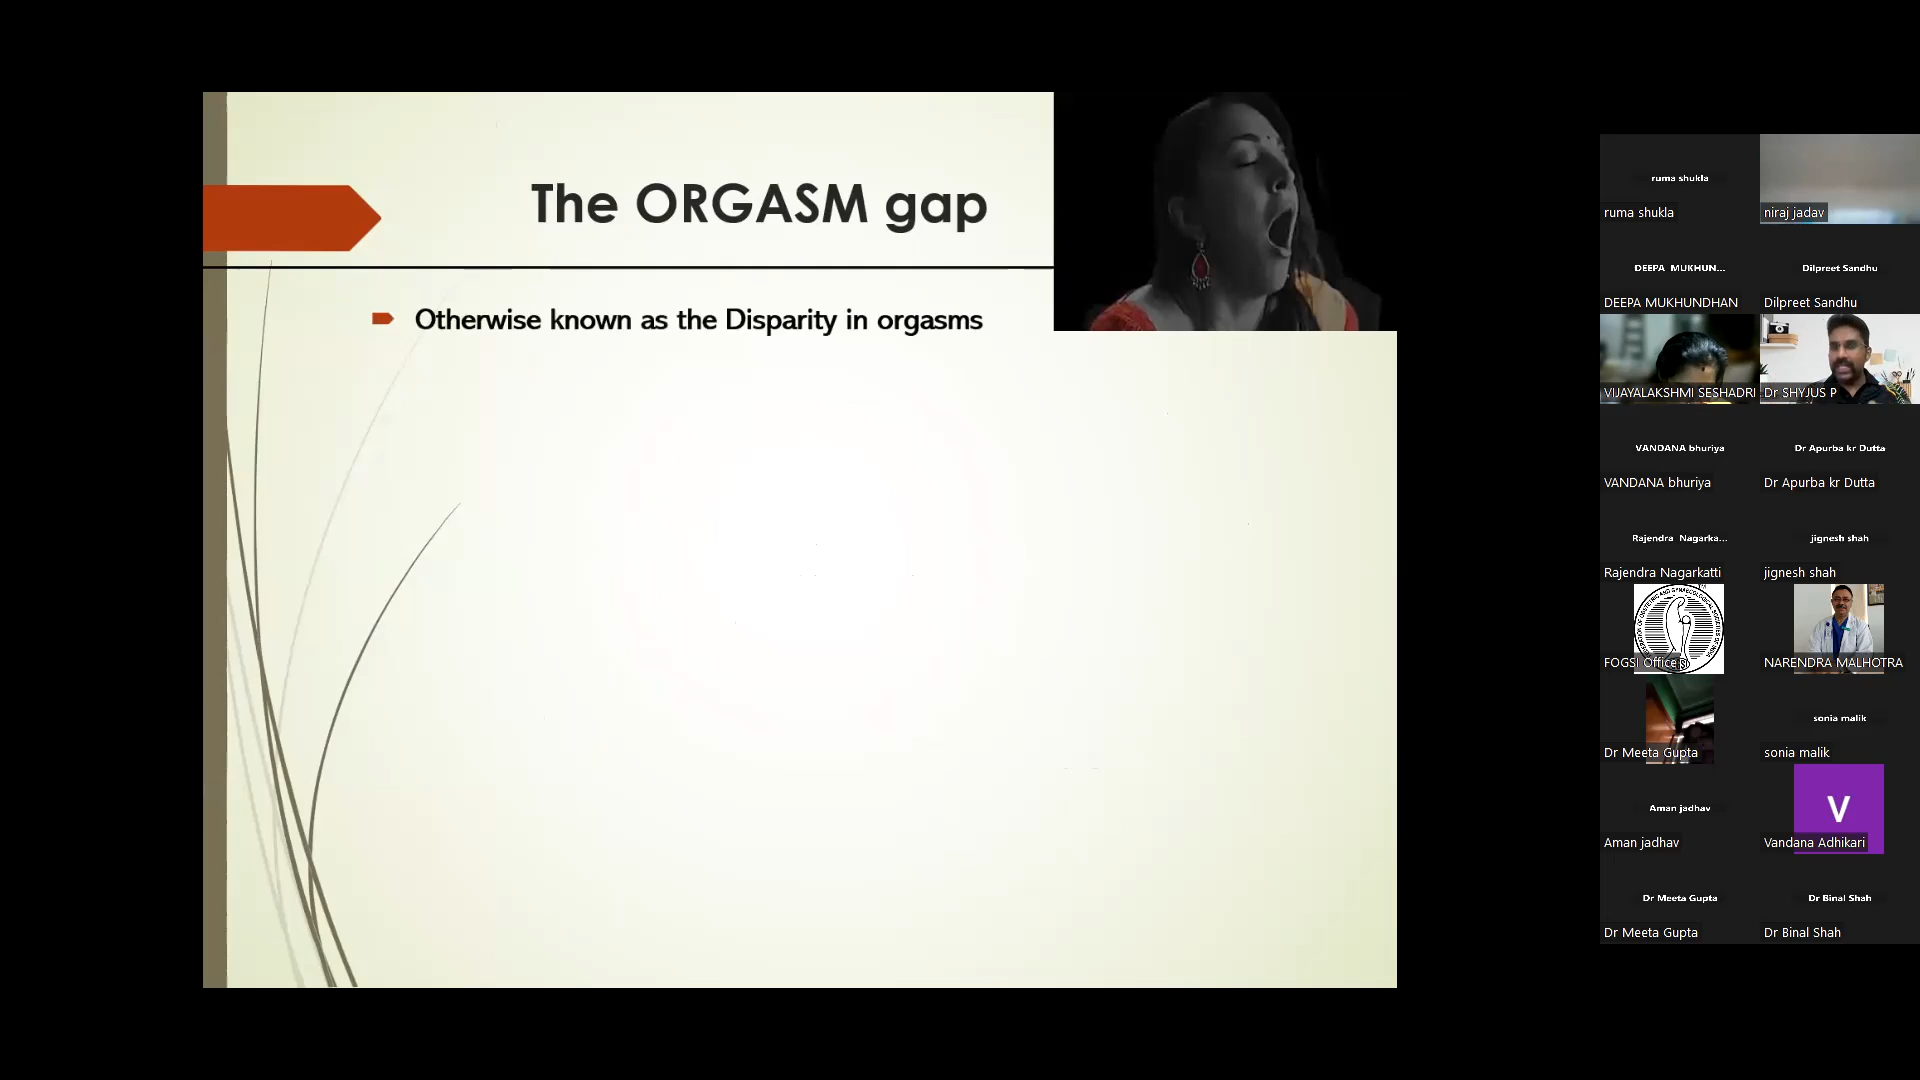 The ORGASM gap
Otherwise known as the Disparity in orgasms
ruma shukla
ruma shukla
niraj jadav
DEEPA MUKHUN...
DEEPA MUKHUNDHAN
Dilpreet Sandhu
Dilpreet Sandhu
VIJAYALAKSHMI SESHADRI
Dr SHYJUS P
VANDANA bhuriya
VANDANA bhuriya
Dr Apurba kr Dutta
Dr Apurba kr Dutta
Rajendra Nagarka...
Rajendra Nagarkatti
jignesh shah
jignesh shah
FOGSI Office
NARENDRA MALHOTRA
Dr Meeta Gupta
sonia malik
sonia malik
Aman jadhav
Aman jadhav
V
Vandana Adhikari
Dr Meeta Gupta
Dr Meeta Gupta
Dr Binal Shah
Dr Binal Shah